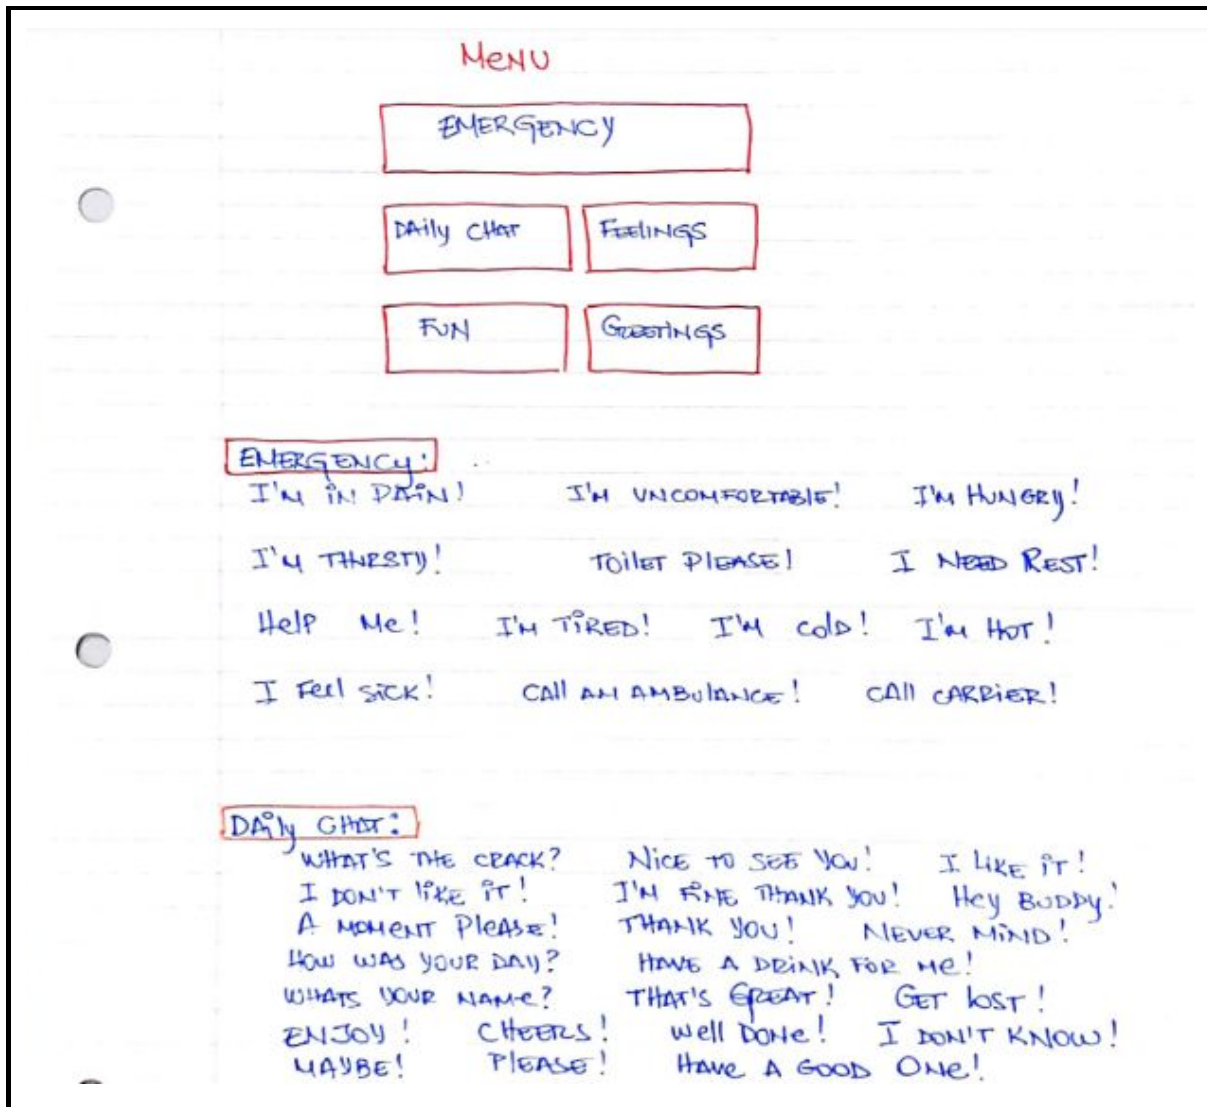 MENU
EMERGENCY
DAily CHAT FEELINGS
FUN GREETINGS
EMERGENCY:
I'M IN PAIN! I'M UNCOMFORTABLE! I'M HUNGRY!
I'M THIRSTY! TOILET PLEASE! I NEED REST!
Help Me! I'M TIRED! I'M cold! I'M HOT!
I Feel SICK! CAll AN AMBULANCE! CAll CARRIER!
DAily CHAT:
WHAT'S THE CRACK? NICE TO SEE YOU! I LIKE IT!
I DON'T LIKE IT! I'M FINE THANK YOU! Hey BUDDY!
A MOMENT PLEASE! THANK YOU! NEVER MIND!
HOW WAS YOUR DAY? HAVE A DRINK FOR ME!
WHATS YOUR NAME? THAT'S GREAT! GET LOST!
ENJOY! CHEERS! Well DONE! I DON'T KNOW!
MAYBE! PLEASE! HAVE A GOOD ONE!